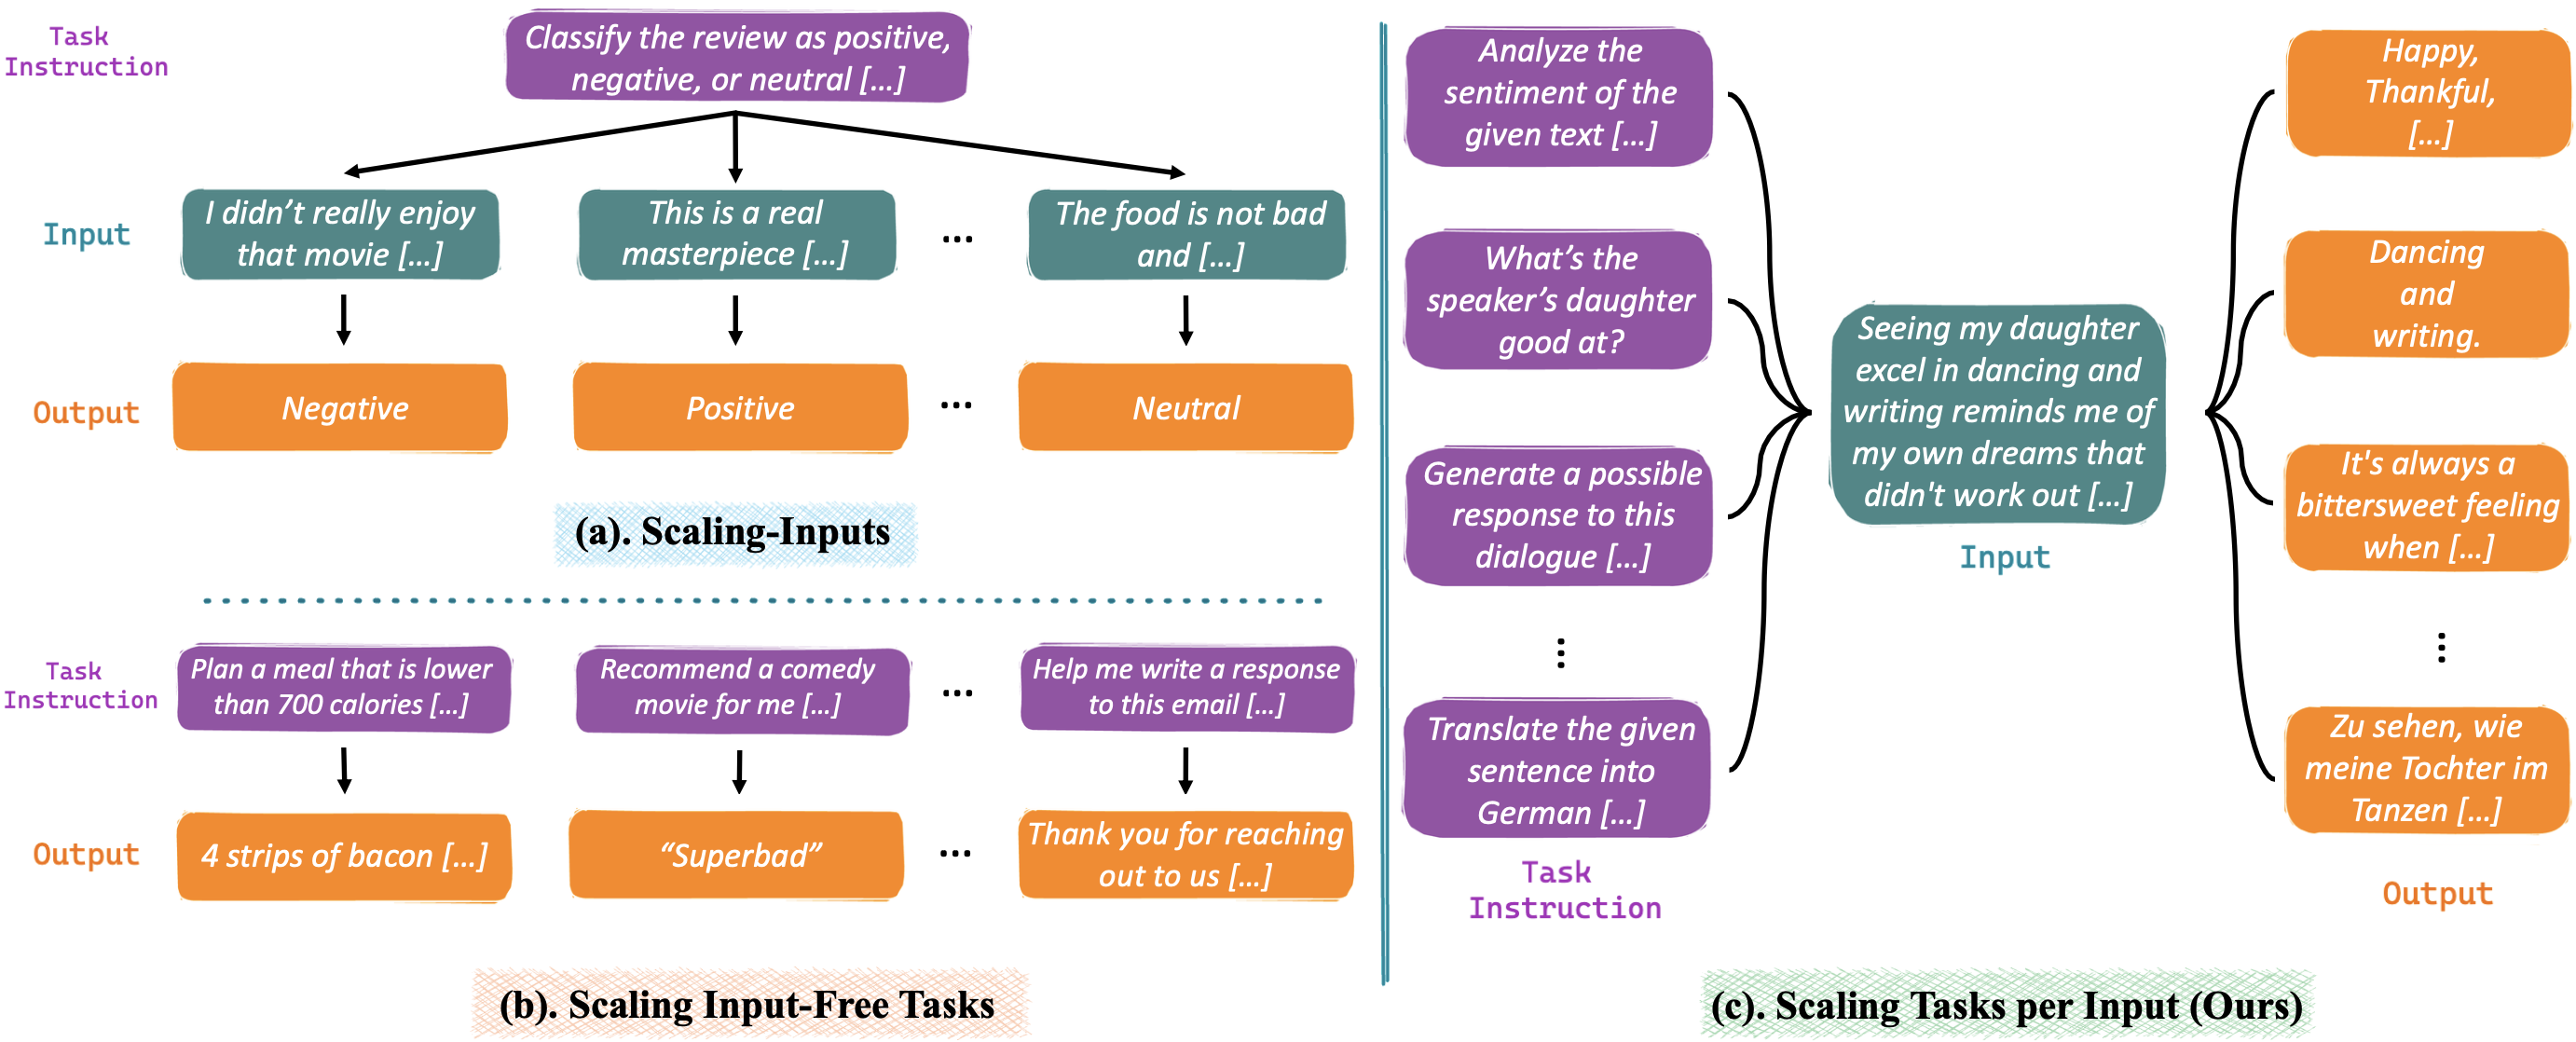 Task
Instruction
Classify the review as positive,
negative, or neutral [...]
Input
I didn't really enjoy
that movie [...]
This is a real
masterpiece [...]
...
The food is not bad
and [...]
Output
Negative
Positive
...
Neutral
(a). Scaling-Inputs
Task
Instruction
Plan a meal that is lower
than 700 calories [...]
Recommend a comedy
movie for me [...]
...
Help me write a response
to this email [...]
Output
4 strips of bacon [...]
“Superbad”
...
Thank you for reaching
out to us [...]
(b). Scaling Input-Free Tasks
Analyze the
sentiment of the
given text [...]
What's the
speaker's daughter
good at?
Generate a possible
response to this
dialogue [...]
...
Translate the given
sentence into
German [...]
Task
Instruction
Seeing my daughter
excel in dancing and
writing reminds me of
my own dreams that
didn't work out [...]
Input
Happy,
Thankful,
[...]
Dancing
and
writing.
It's always a
bittersweet feeling
when [...]
...
Zu sehen, wie
meine Tochter im
Tanzen [...]
Output
(c). Scaling Tasks per Input (Ours)